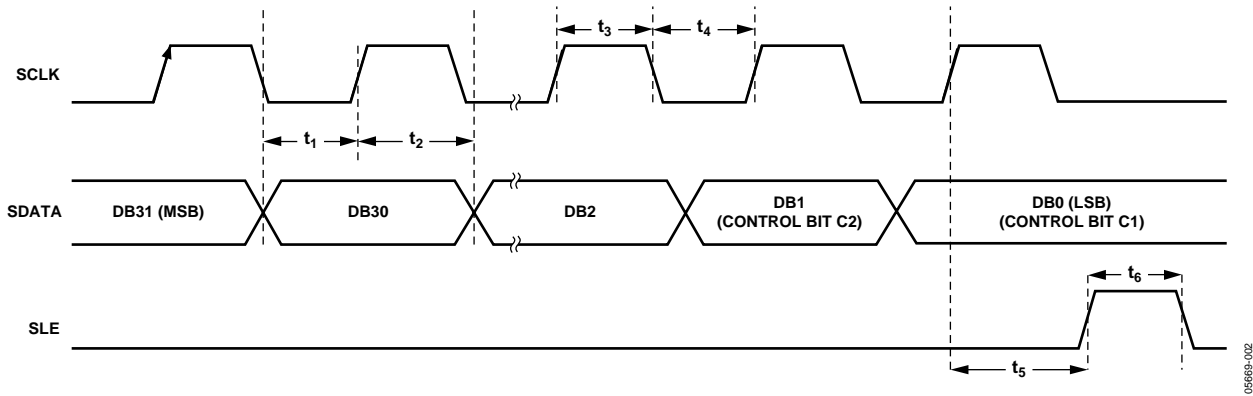 t3
t4
SCLK
t1
t2
SDATA
DB31 (MSB)
DB30
DB2
DB1
(CONTROL BIT C2)
DB0 (LSB)
(CONTROL BIT C1)
t6
SLE
t5
05669-002